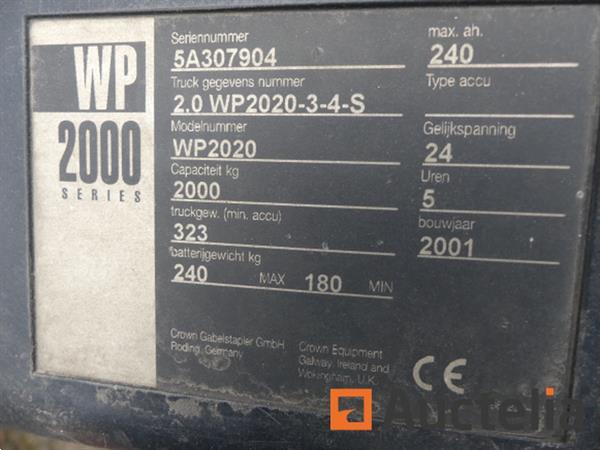 WP
2000
SERIES
Seriennummer
5A307904
Truck gegevens nummer
2.0 WP2020-3-4-S
Modelnummer
WP2020
Capaciteit kg
2000
truckgew. (min. accu)
323
batterijgewicht kg
240 MAX 180 MIN
max. ah.
240
Type accu
Gelijkspanning
24
Uren
5
bouwjaar
2001
Crown Gabelstapler GmbH
Roding, Germany
Crown Equipment
Galway, Ireland and
Wokingham, U.K.
CE
Auctelia